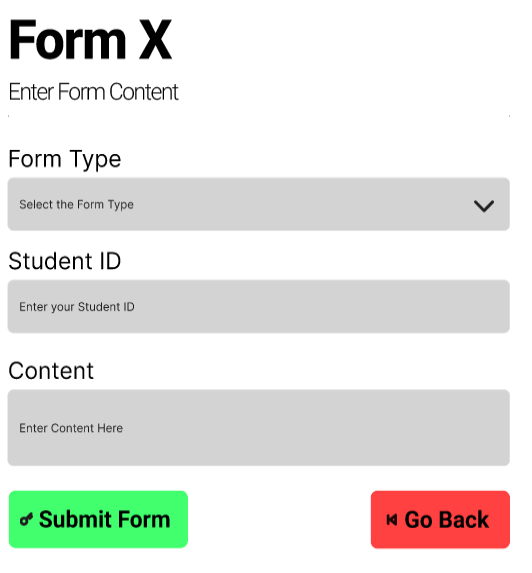 Form X
Enter Form Content
Form Type
Select the Form Type
Student ID
Enter your Student ID
Content
Enter Content Here
Submit Form
Go Back